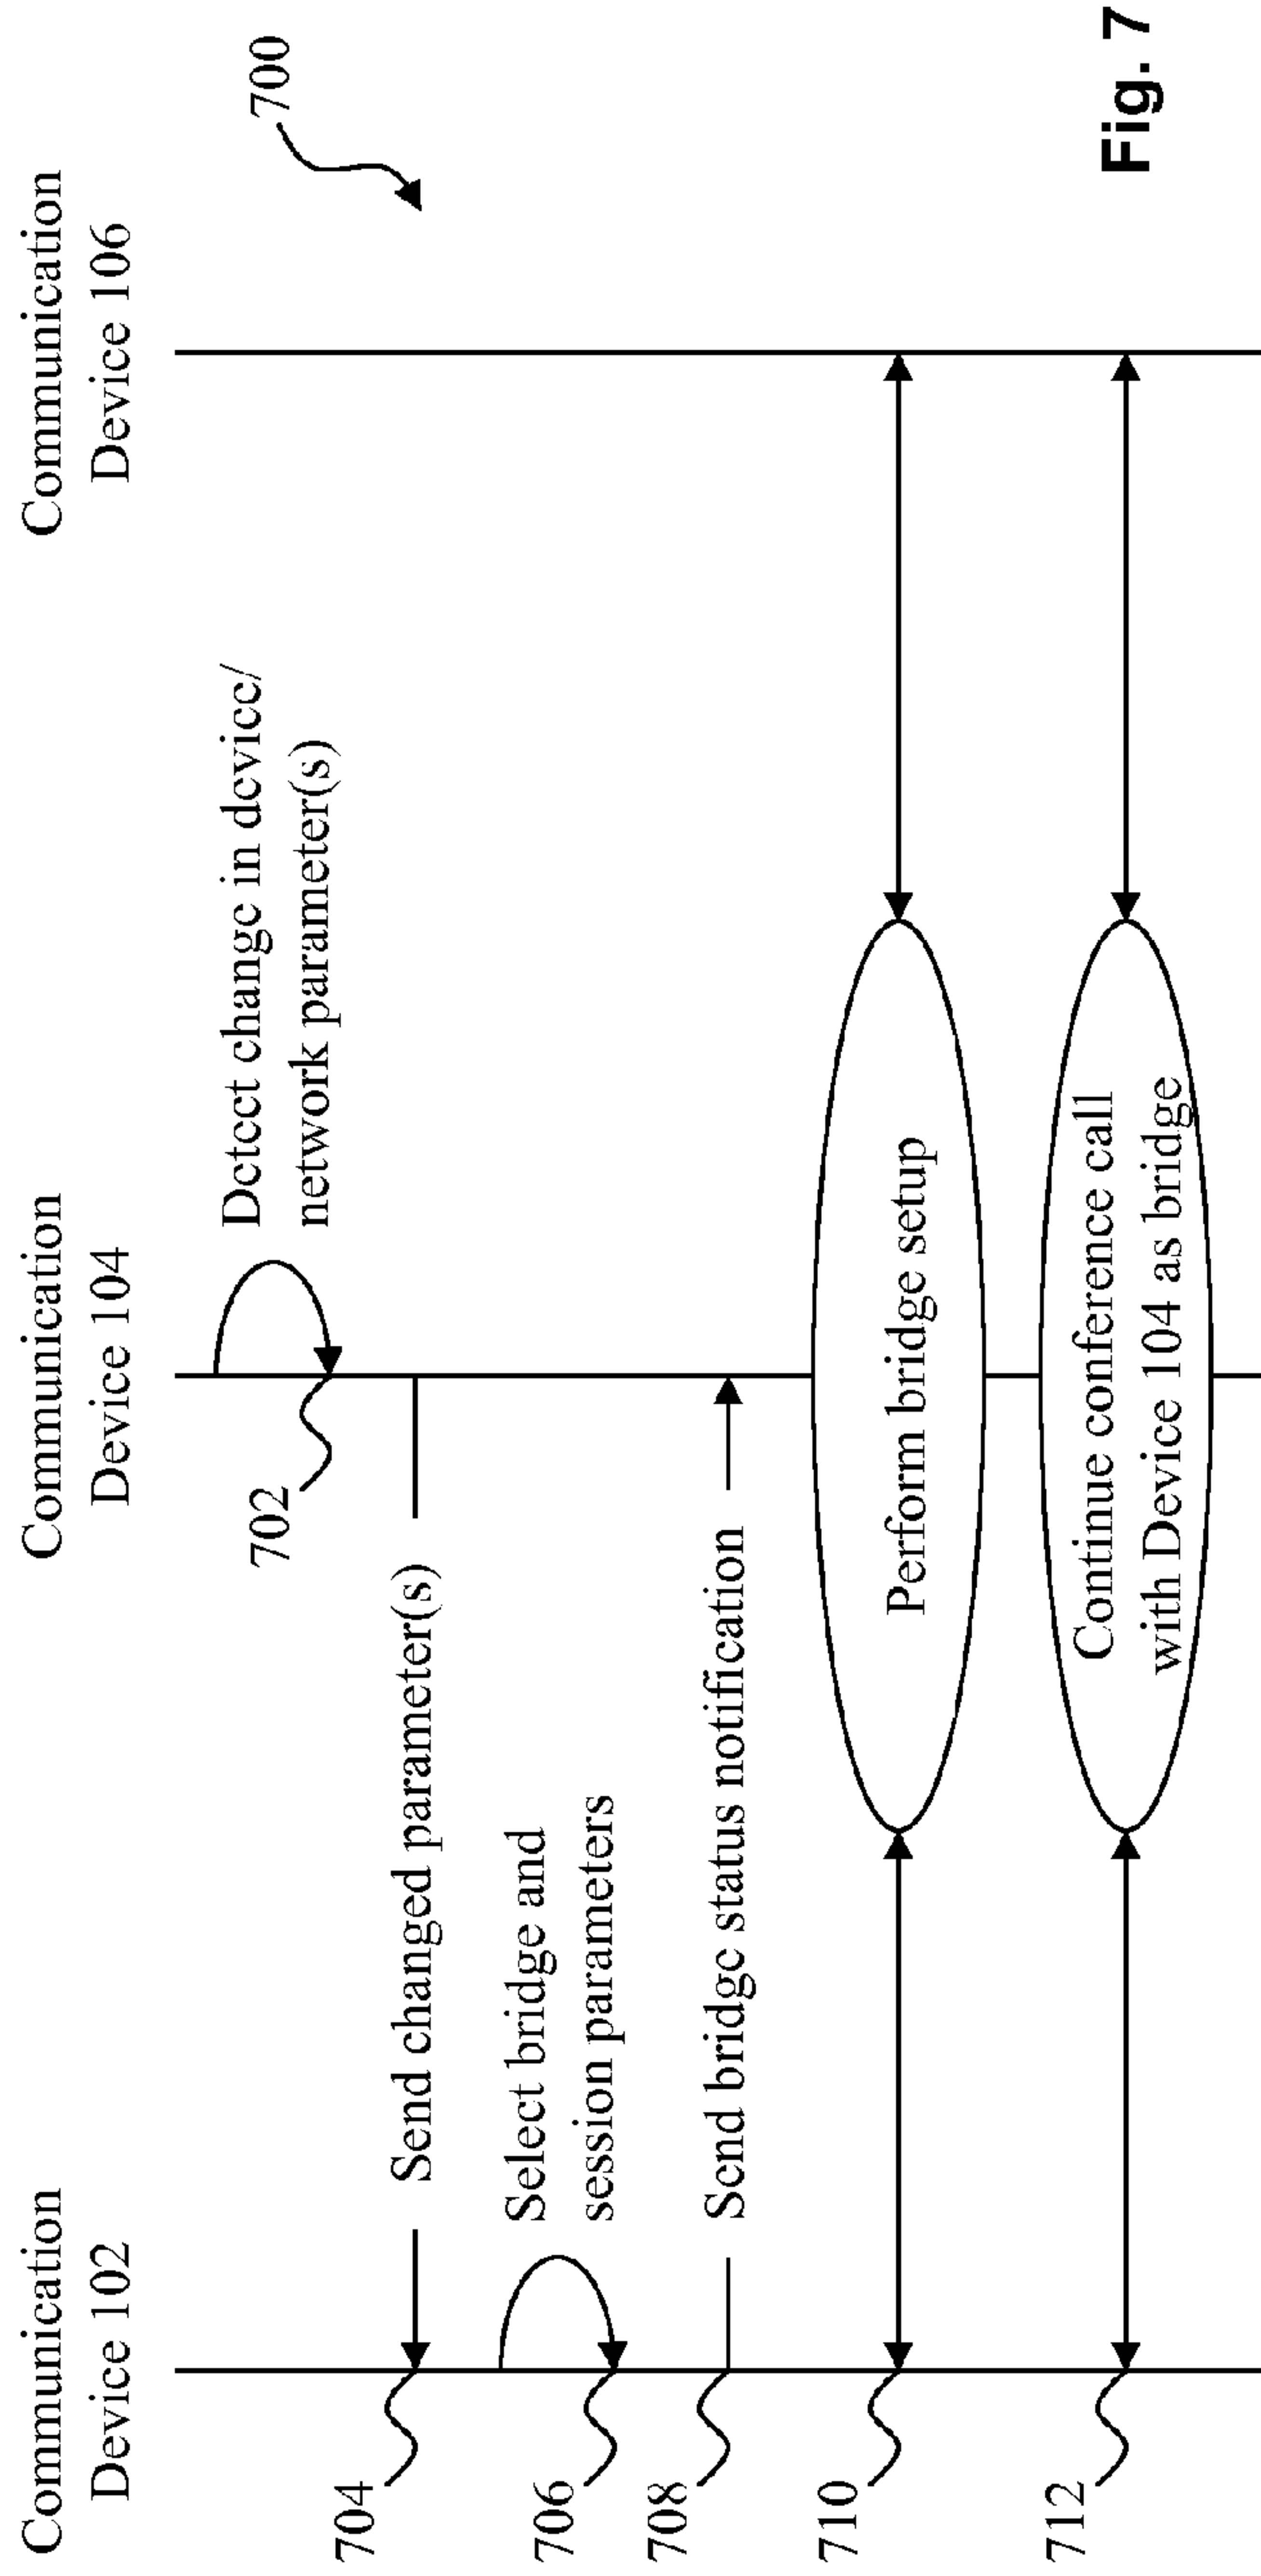 Communication
Device 102
Communication
Device 104
Communication
Device 106
700
702
Detect change in device/
network parameter(s)
704
Send changed parameter(s)
706
Select bridge and
session parameters
708
Send bridge status notification
710
Perform bridge setup
712
Continue conference call
with Device 104 as bridge
Fig. 7